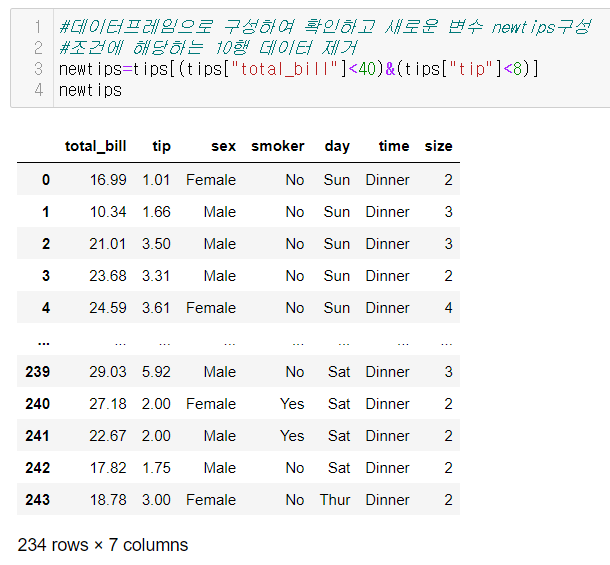 1 #데이터프레임으로 구성하여 확인하고 새로운 변수 newtips구성
2 #조건에 해당하는 10행 데이터 제거
3 newtips=tips[(tips["total_bill"]<40)&(tips["tip"]<8)]
4 newtips
total_bill tip sex smoker day time size
0 16.99 1.01 Female No Sun Dinner 2
1 10.34 1.66 Male No Sun Dinner 3
2 21.01 3.50 Male No Sun Dinner 3
3 23.68 3.31 Male No Sun Dinner 2
4 24.59 3.61 Female No Sun Dinner 4
... ... ... ... ... ... ... ...
239 29.03 5.92 Male No Sat Dinner 3
240 27.18 2.00 Female Yes Sat Dinner 2
241 22.67 2.00 Male Yes Sat Dinner 2
242 17.82 1.75 Male No Sat Dinner 2
243 18.78 3.00 Female No Thur Dinner 2
234 rows × 7 columns